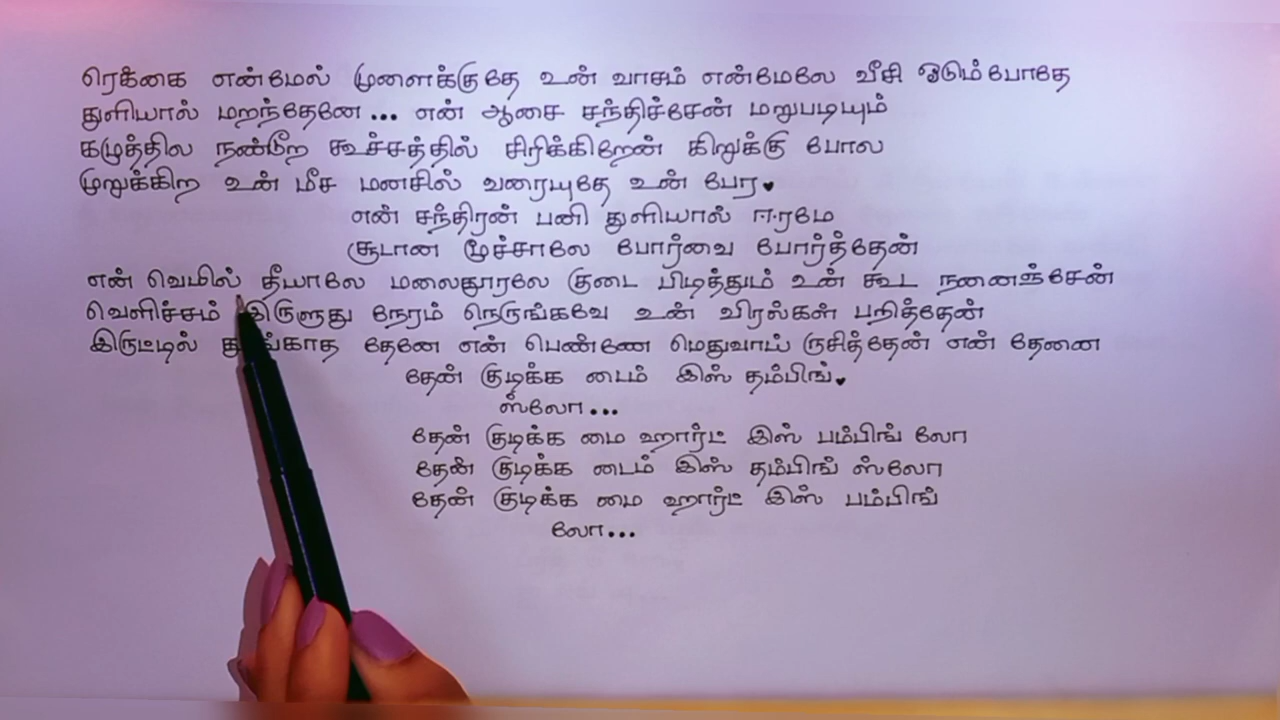 ரெக்கை என்மேல் முளைக்குதே உன் வாசம் என்மேலே வீசி ஓடும்போதே
துளியால் மறந்தேனே... என் ஆசை சந்திச்சேன் மறுபடியும்
கழுத்தில நண்டூற கூச்சத்தில் சிரிக்கிறேன் கிறுக்கு போல
முறுக்கிற உன் மீச மனசில் வரையுதே உன் பேர♥
என் சந்திரன் பனி துளியால் ஈரமே
சூடான மூச்சாலே போர்வை போர்த்தேன்
என் வெயில் தீயாலே மலைதூரலே குடை பிடித்தும் உன் கூட நனைஞ்சேன்
வெளிச்சம் இருளுது நேரம் நெருங்கவே உன் விரல்கள் பறித்தேன்
இருட்டில் தூங்காத தேனே என் பெண்ணே மெதுவாய் ருசித்தேன் என் தேனை
தேன் குடிக்க டைம் இஸ் தம்பிங்♥
ஸ்லோ...
தேன் குடிக்க மை ஹார்ட் இஸ் பம்பிங் லோ
தேன் குடிக்க டைம் இஸ் தம்பிங் ஸ்லோ
தேன் குடிக்க மை ஹார்ட் இஸ் பம்பிங்
லோ...